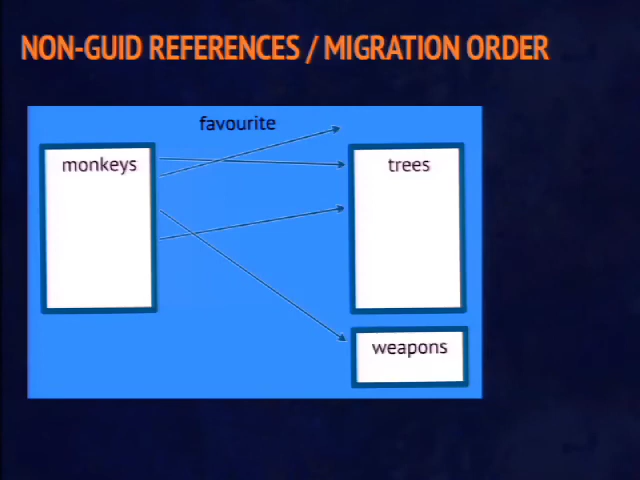 NON-GUID REFERENCES / MIGRATION ORDER
favourite
monkeys
trees
weapons